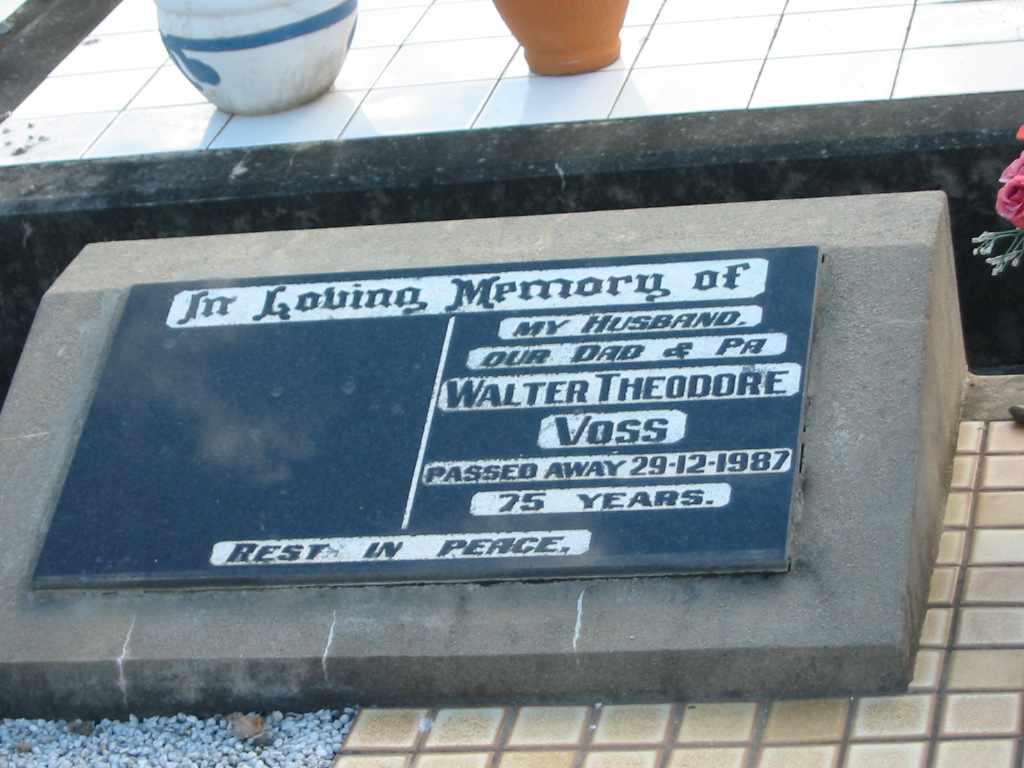 In Loving Memory of
MY HUSBAND.
OUR DAD & PA
WALTER THEODORE
VOSS
PASSED AWAY 29-12-1987
75 YEARS.
REST IN PEACE.